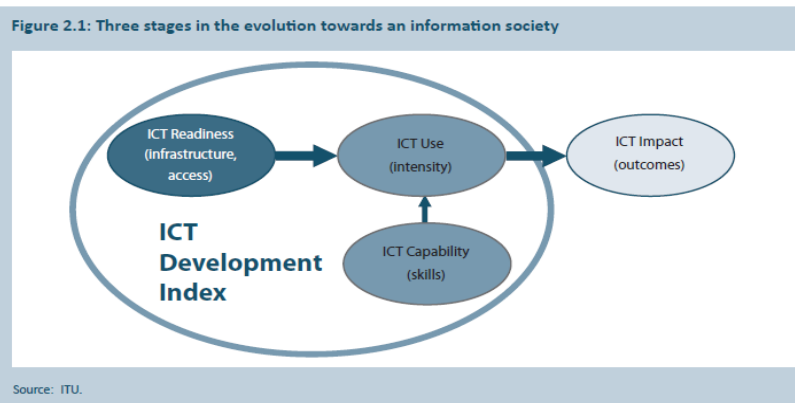 Figure 2.1: Three stages in the evolution towards an information society
ICT Readiness
(infrastructure,
access)
ICT Use
(intensity)
ICT Impact
(outcomes)
ICT Capability
(skills)
ICT
Development
Index
Source: ITU.